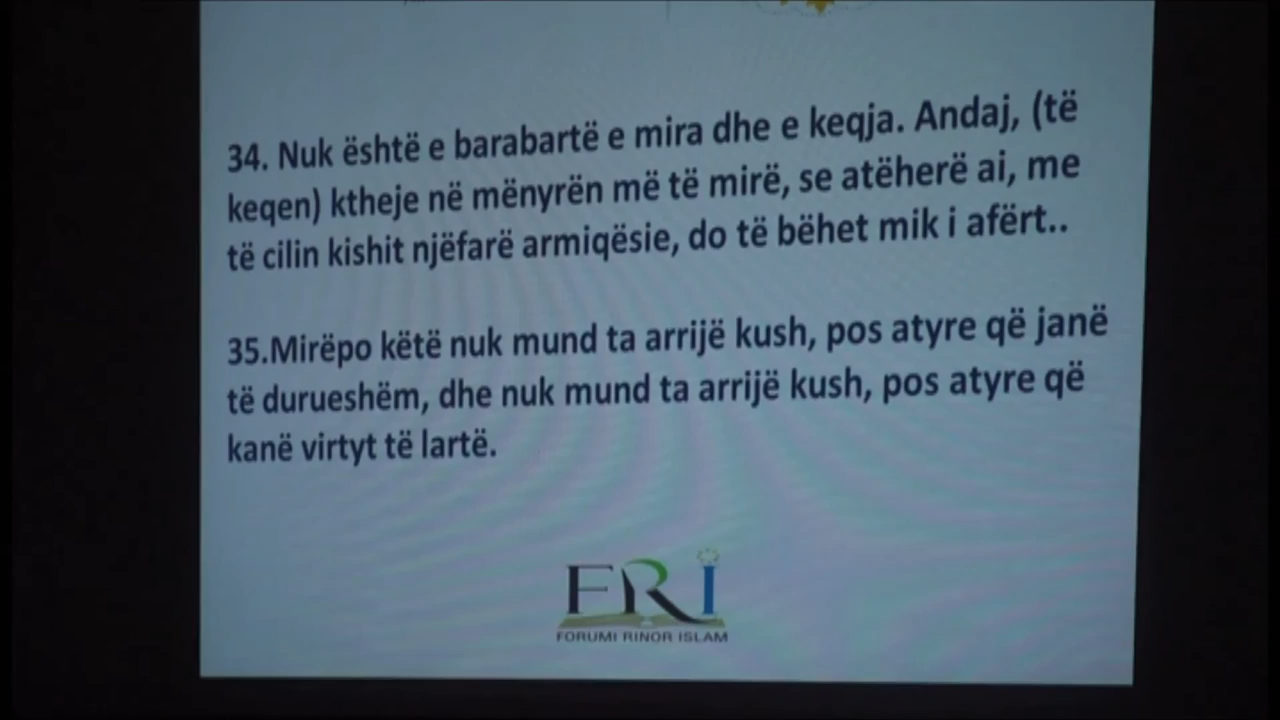 34. Nuk është e barabartë e mira dhe e keqja. Andaj, (të
keqen) ktheje në mënyrën më të mirë, se atëherë ai, me
të cilin kishit njëfarë armiqësie, do të bëhet mik i afërt..
35.Mirëpo këtë nuk mund ta arrijë kush, pos atyre që janë
të durueshëm, dhe nuk mund ta arrijë kush, pos atyre që
kanë virtyt të lartë.
FRI
FORUMI RINOR ISLAM